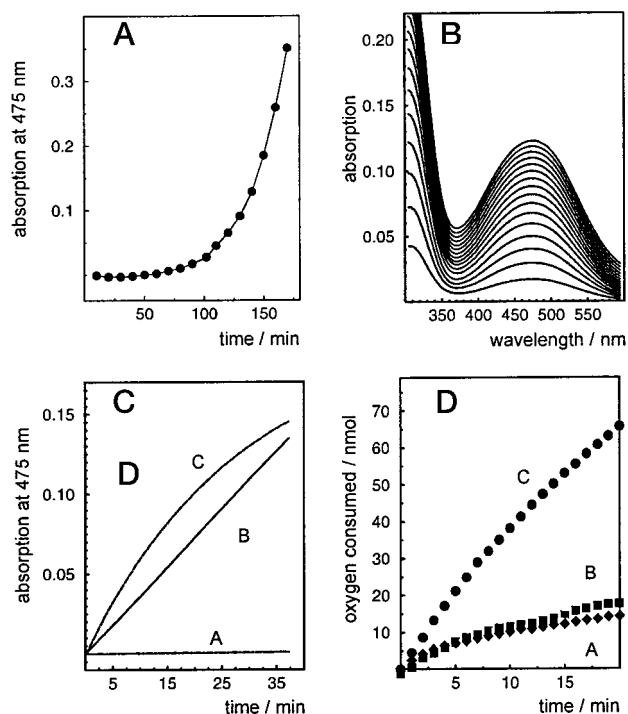 A
absorption at 475 nm
0.3
0.2
0.1
50
100
150
time / min
B
absorption
0.20
0.15
0.10
0.05
350
400
450
500
550
wavelength / nm
C
absorption at 475 nm
0.15
0.10
0.05
D
C
B
A
5
15
25
35
time / min
D
oxygen consumed / nmol
70
60
50
40
30
20
10
C
B
A
5
10
15
time / min